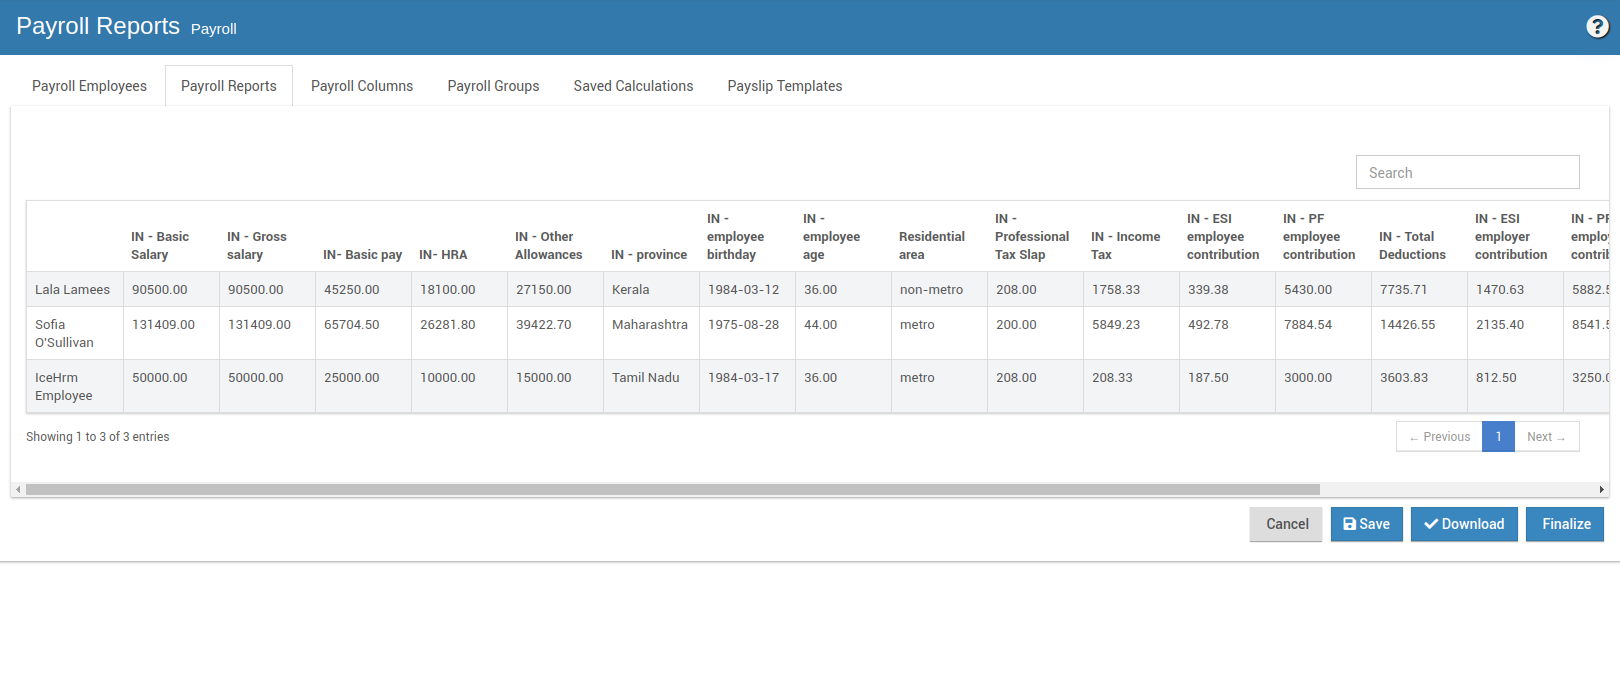 Payroll Reports Payroll
?
Payroll Employees Payroll Reports Payroll Columns Payroll Groups Saved Calculations Payslip Templates
Search
IN - Basic Salary IN - Gross salary IN- Basic pay IN- HRA IN - Other Allowances IN - province IN - employee birthday IN - employee age Residential area IN - Professional Tax Slap IN - Income Tax IN - ESI employee contribution IN - PF employee contribution IN - Total Deductions IN - ESI employer contribution IN - PF
Lala Lamees 90500.00 90500.00 45250.00 18100.00 27150.00 Kerala 1984-03-12 36.00 non-metro 208.00 1758.33 339.38 5430.00 7735.71 1470.63 5882.5
Sofia O'Sullivan 131409.00 131409.00 65704.50 26281.80 39422.70 Maharashtra 1975-08-28 44.00 metro 200.00 5849.23 492.78 7884.54 14426.55 2135.40 8541.5
IceHrm Employee 50000.00 50000.00 25000.00 10000.00 15000.00 Tamil Nadu 1984-03-17 36.00 metro 208.00 208.33 187.50 3000.00 3603.83 812.50 3250.0
Showing 1 to 3 of 3 entries
← Previous 1 Next →
Cancel Save Download Finalize